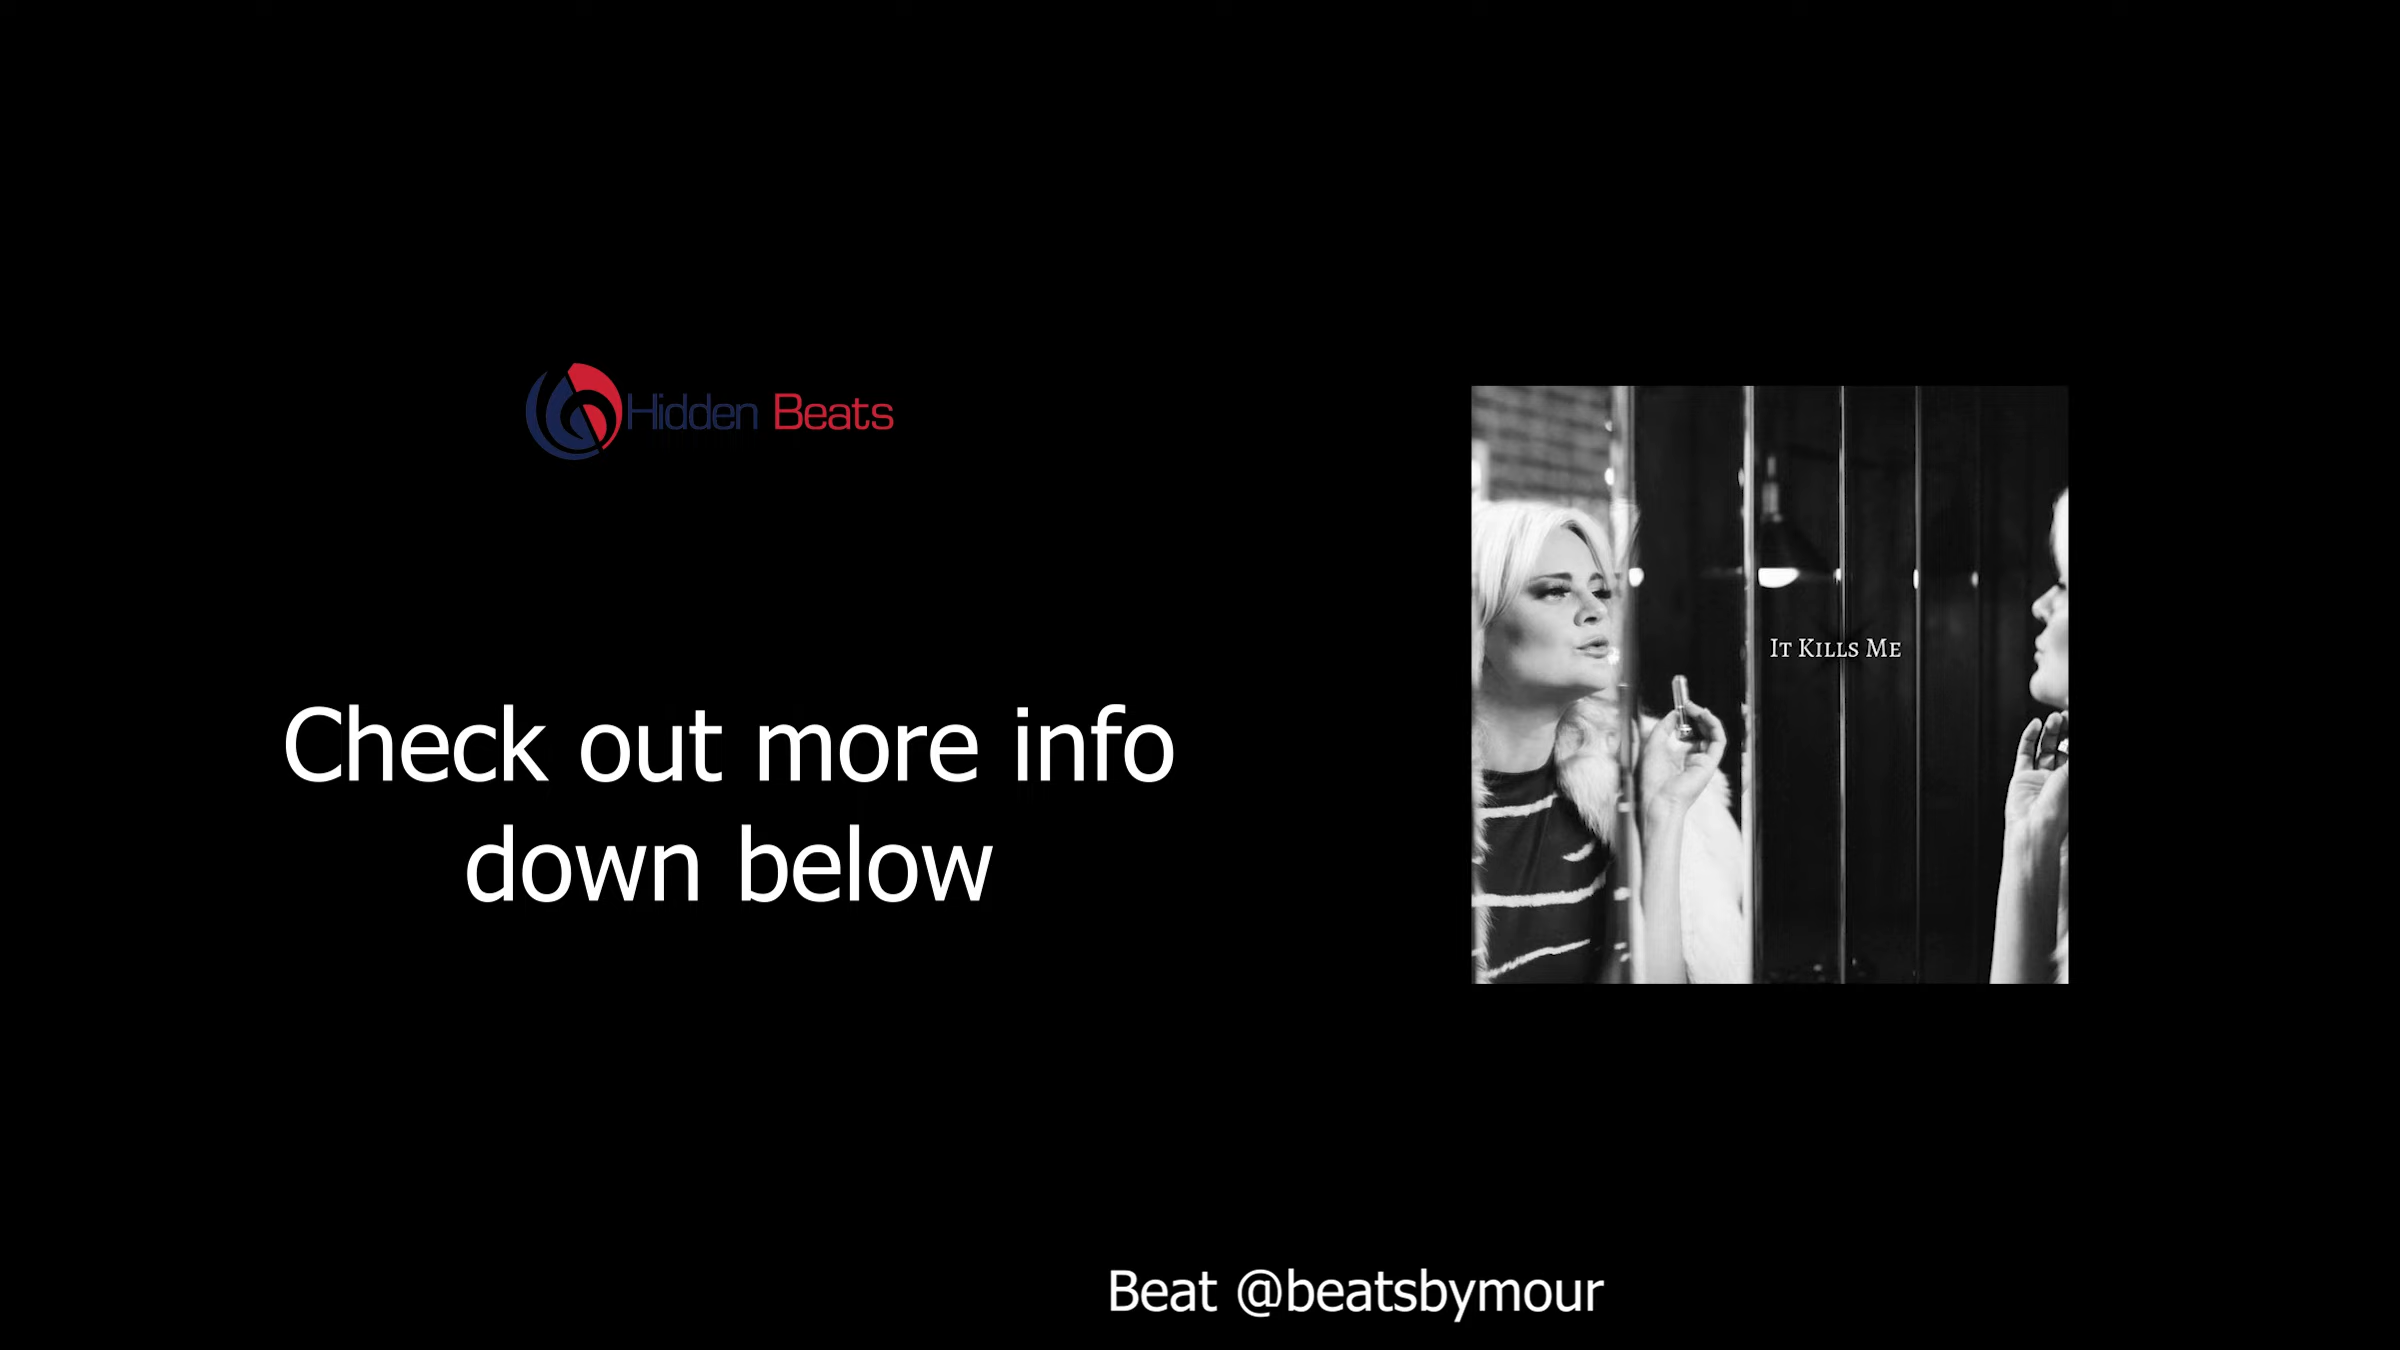 Hidden Beats
Check out more info
down below
It Kills Me
Beat @beatsbymour